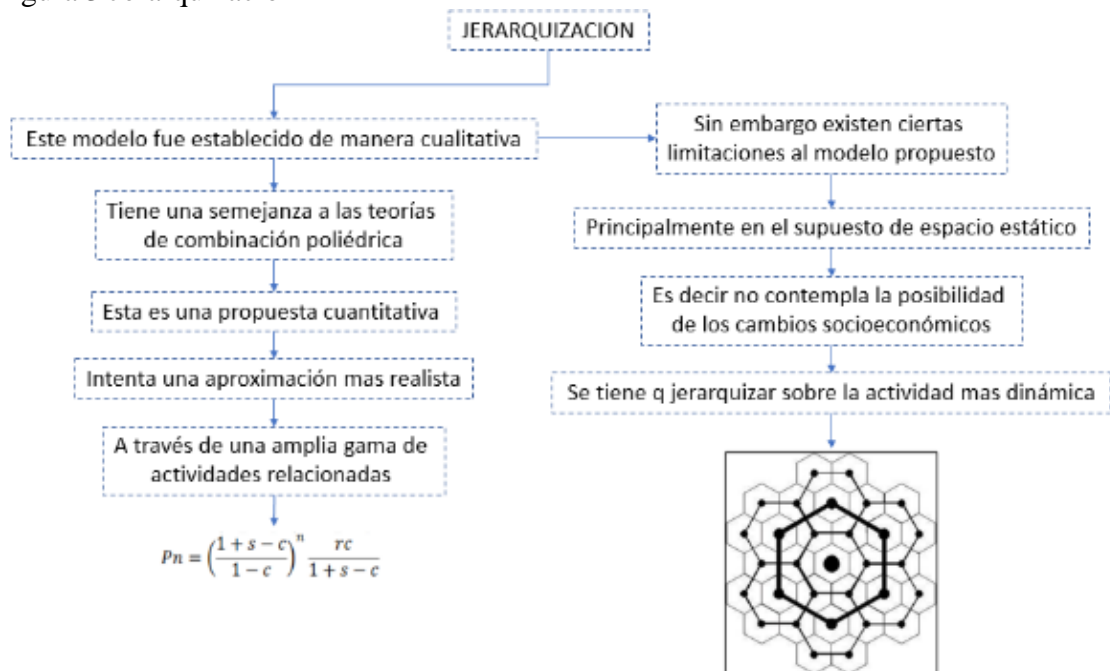 JERARQUIZACION
Este modelo fue establecido de manera cualitativa
Tiene una semejanza a las teorías
de combinación poliédrica
Esta es una propuesta cuantitativa
Intenta una aproximación mas realista
A través de una amplia gama de
actividades relacionadas
Pn = ((1 + s − c)/(1 − c))^n rc/(1 + s − c)
Sin embargo existen ciertas
limitaciones al modelo propuesto
Principalmente en el supuesto de espacio estático
Es decir no contempla la posibilidad
de los cambios socioeconómicos
Se tiene q jerarquizar sobre la actividad mas dinámica